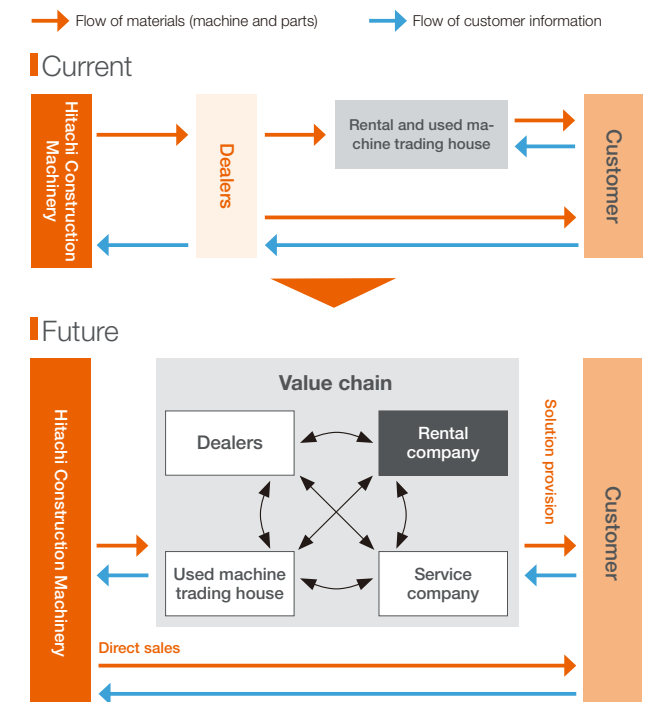 Flow of materials (machine and parts)
Flow of customer information
Current
Hitachi Construction
Machinery
Dealers
Rental and used ma-
chine trading house
Customer
Future
Hitachi Construction Machinery
Value chain
Dealers
Rental
company
Used machine
trading house
Service
company
Solution provision
Customer
Direct sales